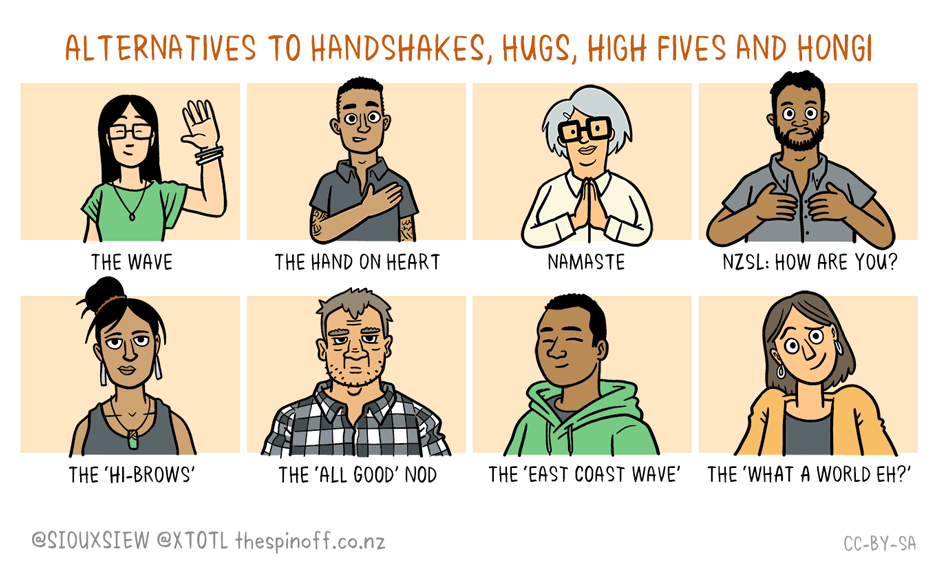 ALTERNATIVES TO HANDSHAKES, HUGS, HIGH FIVES AND HONGI
THE WAVE
THE HAND ON HEART
NAMASTE
NZSL: HOW ARE YOU?
THE 'HI-BROWS'
THE 'ALL GOOD' NOD
THE 'EAST COAST WAVE'
THE 'WHAT A WORLD EH?'
@SIOUXSIEW @XTOTL thespinoff.co.nz
CC-BY-SA